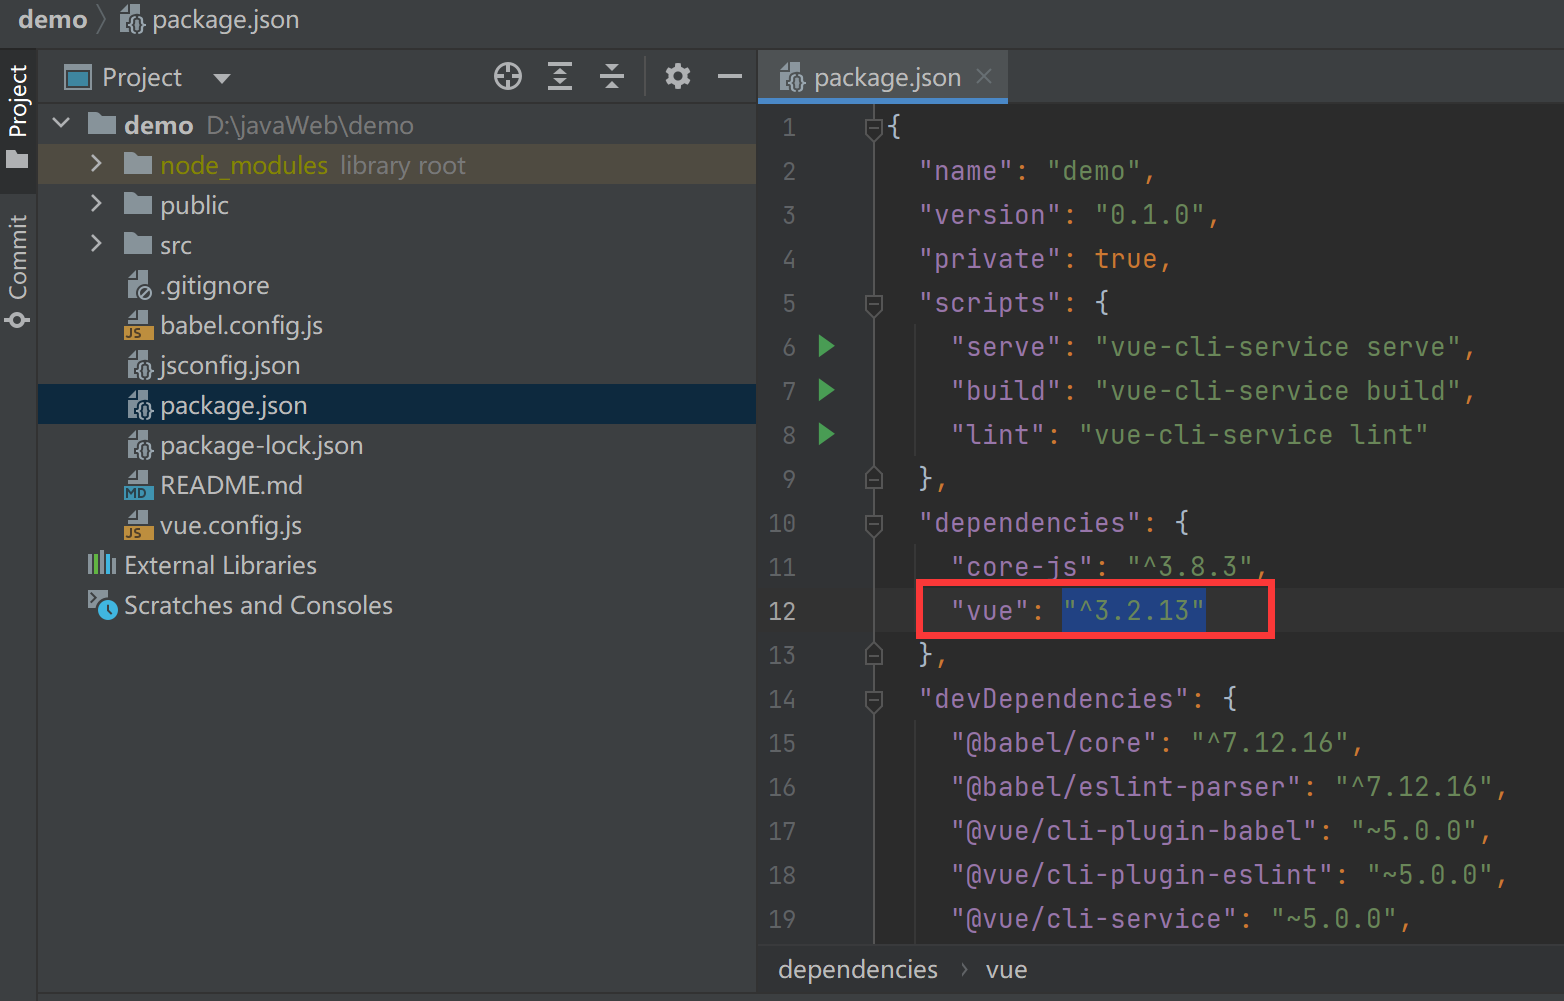 demo
package.json
Project
Commit
Project
demo D:\javaWeb\demo
node_modules library root
public
src
.gitignore
JS babel.config.js
jsconfig.json
package.json
package-lock.json
MD README.md
JS vue.config.js
External Libraries
Scratches and Consoles
package.json
1 {
2 "name": "demo",
3 "version": "0.1.0",
4 "private": true,
5 "scripts": {
6 "serve": "vue-cli-service serve",
7 "build": "vue-cli-service build",
8 "lint": "vue-cli-service lint"
9 },
10 "dependencies": {
11 "core-js": "^3.8.3",
12 "vue": "^3.2.13"
13 },
14 "devDependencies": {
15 "@babel/core": "^7.12.16",
16 "@babel/eslint-parser": "^7.12.16",
17 "@vue/cli-plugin-babel": "~5.0.0",
18 "@vue/cli-plugin-eslint": "~5.0.0",
19 "@vue/cli-service": "~5.0.0",
dependencies › vue